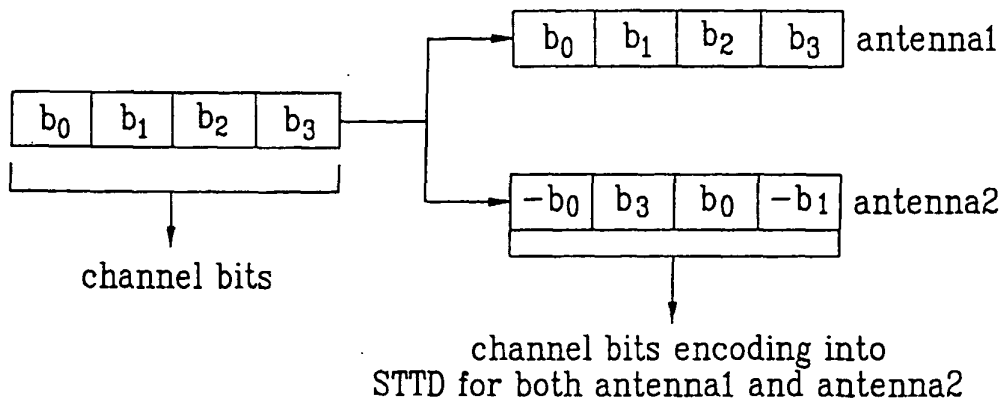 b₀ b₁ b₂ b₃ antenna1
b₀ b₁ b₂ b₃
-b₀ b₃ b₀ -b₁ antenna2
channel bits
channel bits encoding into
STTD for both antenna1 and antenna2